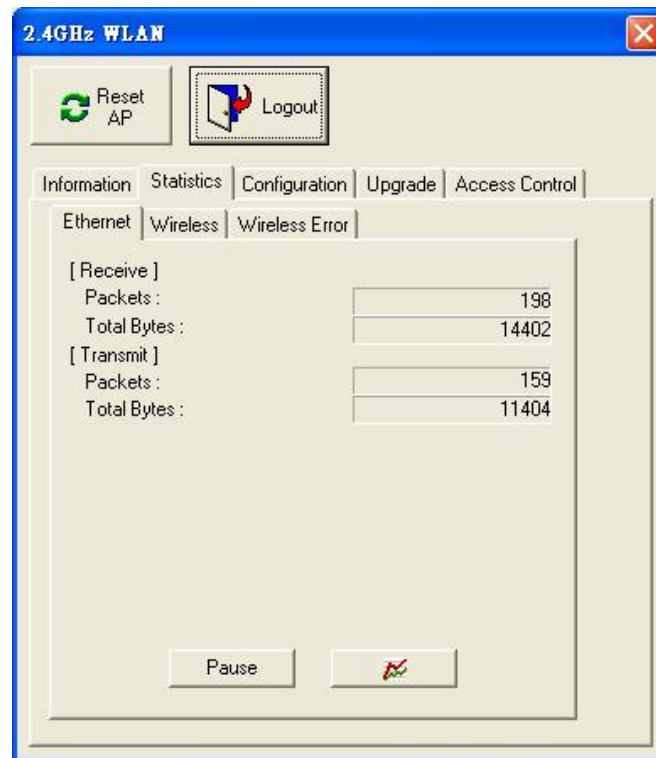 2.4GHz WLAN
Reset
AP
Logout
Information Statistics Configuration Upgrade Access Control
Ethernet Wireless Wireless Error
[ Receive ]
Packets : 198
Total Bytes : 14402
[ Transmit ]
Packets : 159
Total Bytes : 11404
Pause